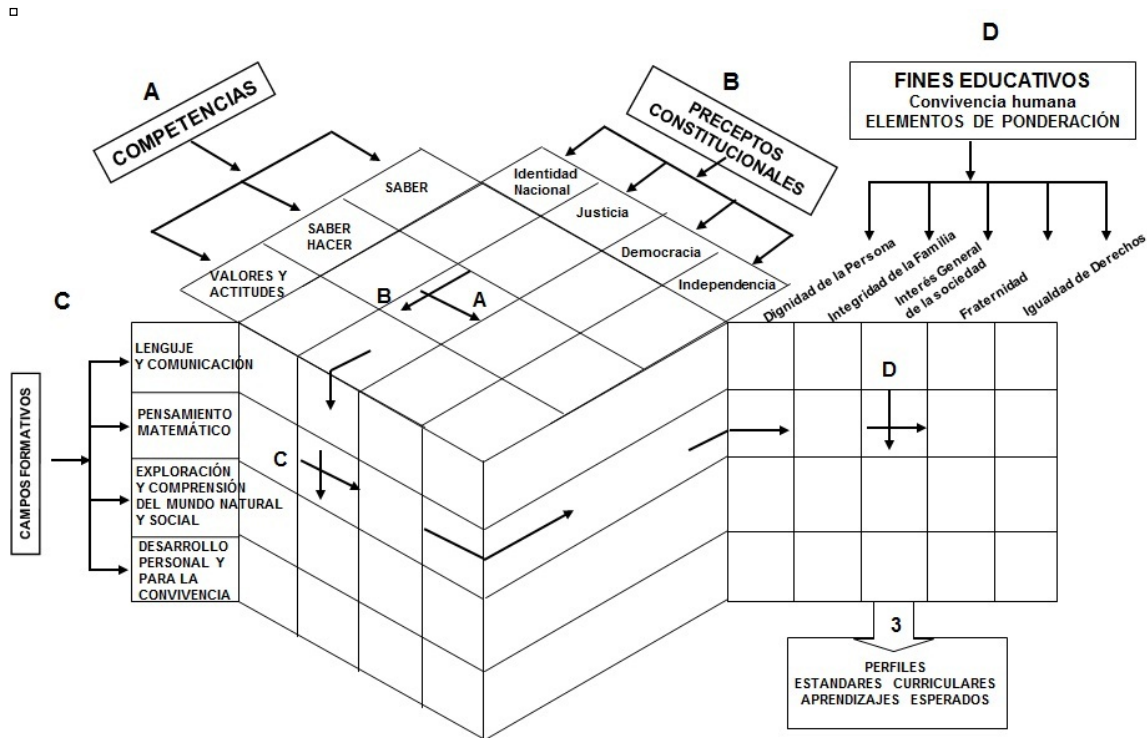 A
COMPETENCIAS
B
PRECEPTOS
CONSTITUCIONALES
D
FINES EDUCATIVOS
Convivencia humana
ELEMENTOS DE PONDERACIÓN
SABER
SABER
HACER
VALORES Y
ACTITUDES
Identidad
Nacional
Justicia
Democracia
Independencia
B
A
Dignidad de la Persona
Integridad de la Familia
Interés General
de la sociedad
Fraternidad
Igualdad de Derechos
C
CAMPOS FORMATIVOS
LENGUJE
Y COMUNICACIÓN
PENSAMIENTO
MATEMÁTICO
EXPLORACIÓN
Y COMPRENSIÓN
DEL MUNDO NATURAL
Y SOCIAL
DESARROLLO
PERSONAL Y
PARA LA
CONVIVENCIA
C
D
3
PERFILES
ESTANDARES CURRICULARES
APRENDIZAJES ESPERADOS